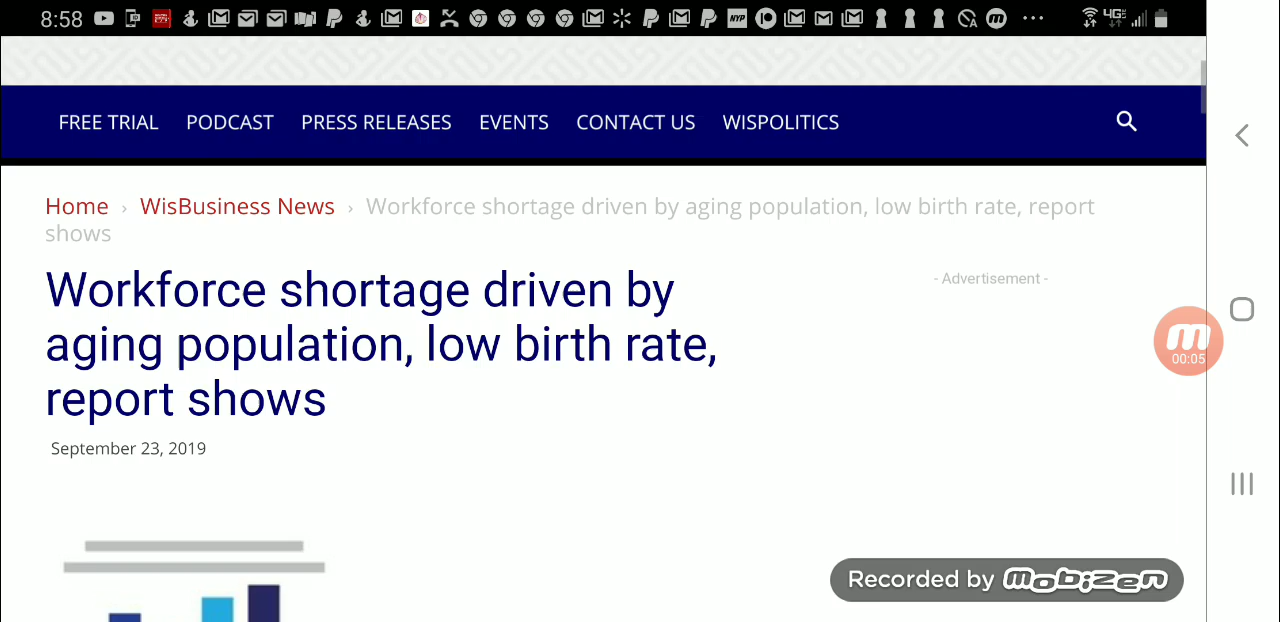 8:58 NYP A m ... 4GE
FREE TRIAL PODCAST PRESS RELEASES EVENTS CONTACT US WISPOLITICS
Home › WisBusiness News › Workforce shortage driven by aging population, low birth rate, report
shows
Workforce shortage driven by
aging population, low birth rate,
report shows
- Advertisement -
m
00:05
September 23, 2019
Recorded by mobizen